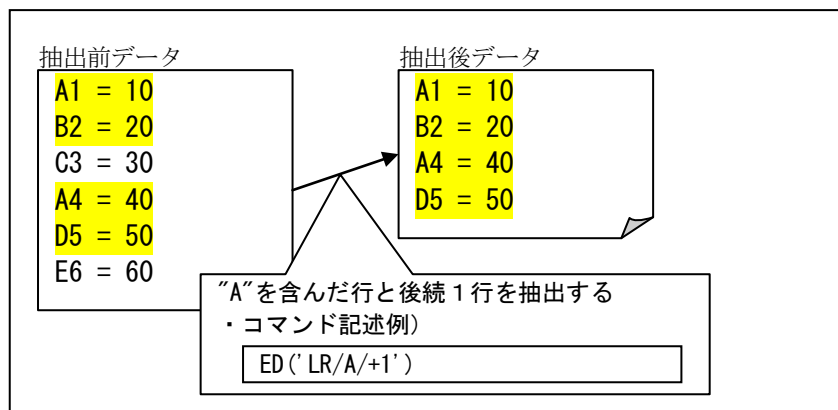 抽出前データ
A1 = 10
B2 = 20
C3 = 30
A4 = 40
D5 = 50
E6 = 60
抽出後データ
A1 = 10
B2 = 20
A4 = 40
D5 = 50
"A"を含んだ行と後続１行を抽出する
・コマンド記述例)
ED('LR/A/+1')